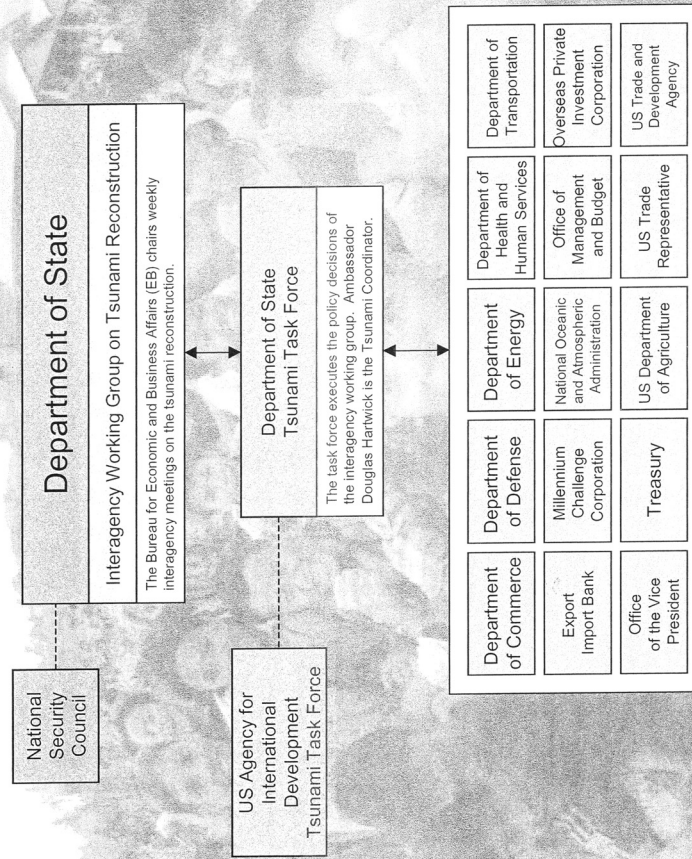 Department of State
Interagency Working Group on Tsunami Reconstruction
The Bureau for Economic and Business Affairs (EB) chairs weekly
interagency meetings on the tsunami reconstruction.
National
Security
Council
Department of State
Tsunami Task Force
The task force executes the policy decisions of
the interagency working group. Ambassador
Douglas Hartwick is the Tsunami Coordinator.
US Agency for
International
Development
Tsunami Task Force
Department
of Commerce
Department
of Defense
Department
of Energy
Department of
Health and
Human Services
Department of
Transportation
Export
Import Bank
Millennium
Challenge
Corporation
National Oceanic
and Atmospheric
Administration
Office of
Management
and Budget
Overseas Private
Investment
Corporation
Office
of the Vice
President
Treasury
US Department
of Agriculture
US Trade
Representative
US Trade and
Development
Agency